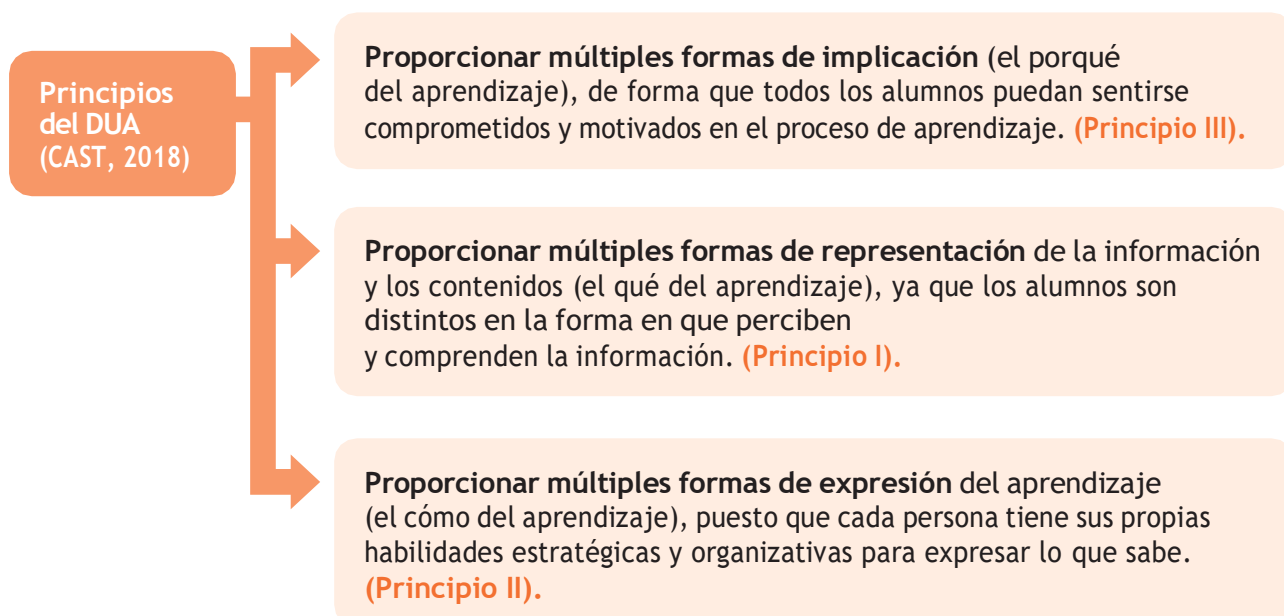 Principios
del DUA
(CAST, 2018)
Proporcionar múltiples formas de implicación (el porqué
del aprendizaje), de forma que todos los alumnos puedan sentirse
comprometidos y motivados en el proceso de aprendizaje. (Principio III).
Proporcionar múltiples formas de representación de la información
y los contenidos (el qué del aprendizaje), ya que los alumnos son
distintos en la forma en que perciben
y comprenden la información. (Principio I).
Proporcionar múltiples formas de expresión del aprendizaje
(el cómo del aprendizaje), puesto que cada persona tiene sus propias
habilidades estratégicas y organizativas para expresar lo que sabe.
(Principio II).